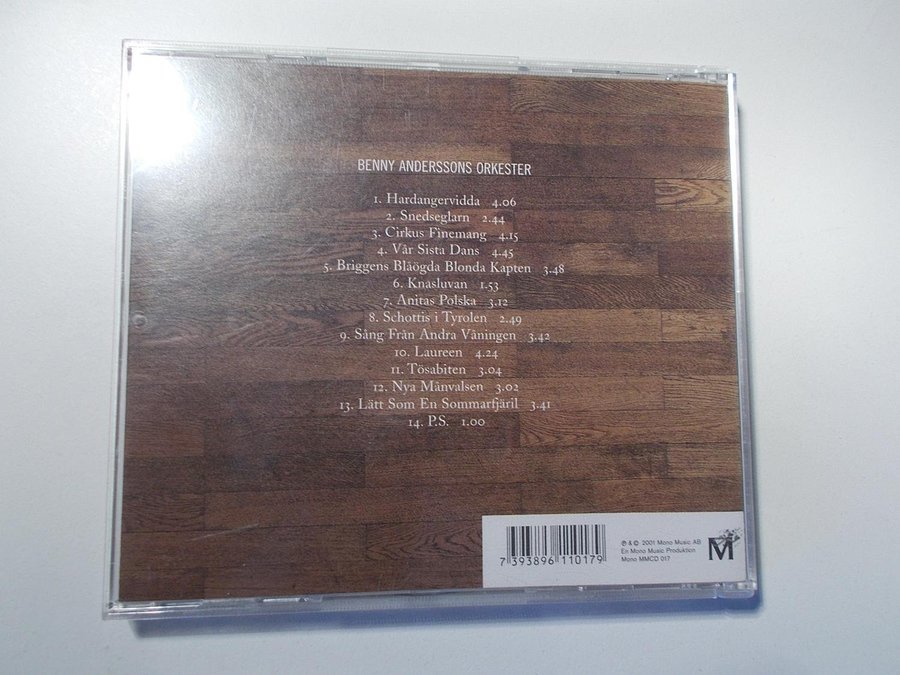 BENNY ANDERSSONS ORKESTER
1. Hardangervidda 4.06
2. Snedseglarn 2.44
3. Cirkus Finemang 4.15
4. Vår Sista Dans 4.45
5. Briggens Blåögda Blonda Kapten 3.48
6. Knasluvan 1.53
7. Anitas Polska 3.12
8. Schottis i Tyrolen 2.49
9. Sång Från Andra Våningen 3.42
10. Laureen 4.24
11. Tösabiten 3.04
12. Nya Månvalsen 3.02
13. Lätt Som En Sommarfjäril 3.41
14. P.S. 1.00
7 393896 110179
℗ & © 2001 Mono Music AB
En Mono Music Produktion
Mono MMCD 017
M